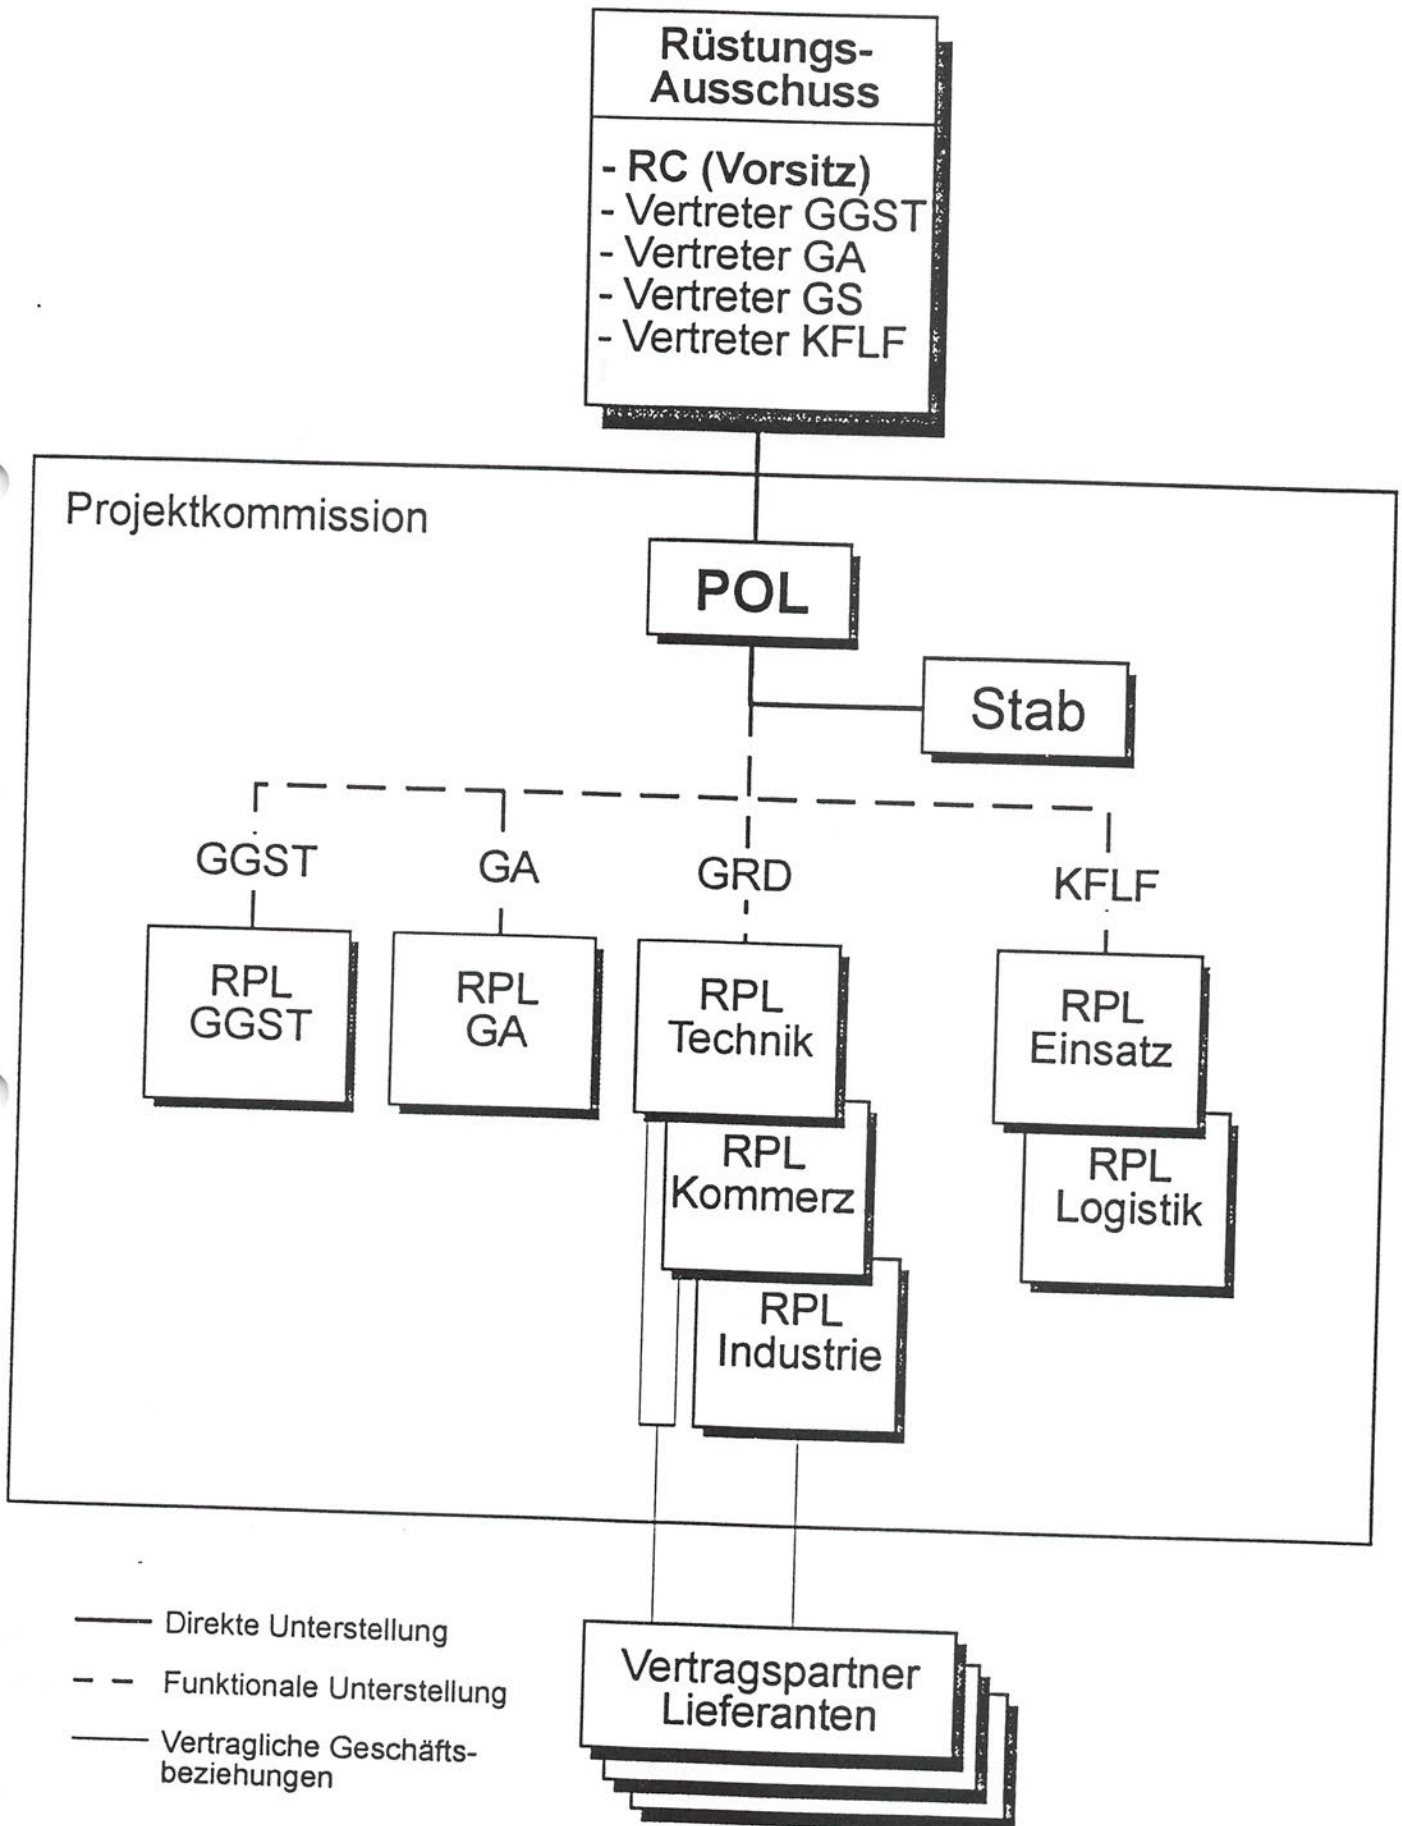 Rüstungs-
Ausschuss
- RC (Vorsitz)
- Vertreter GGST
- Vertreter GA
- Vertreter GS
- Vertreter KFLF
Projektkommission
POL
Stab
GGST
GA
GRD
KFLF
RPL
GGST
RPL
GA
RPL
Technik
RPL
Einsatz
RPL
Kommerz
RPL
Logistik
RPL
Industrie
Direkte Unterstellung
Funktionale Unterstellung
Vertragliche Geschäfts-
beziehungen
Vertragspartner
Lieferanten